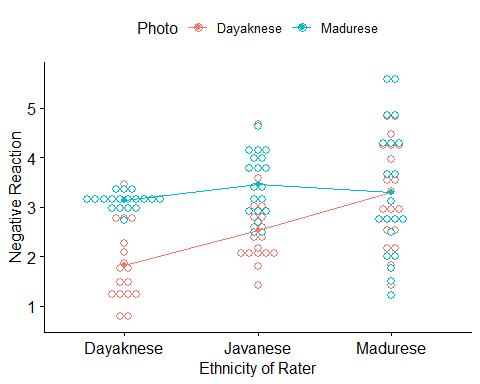 Photo Dayaknese Madurese
5
4
3
2
1
Negative Reaction
Dayaknese Javanese Madurese
Ethnicity of Rater